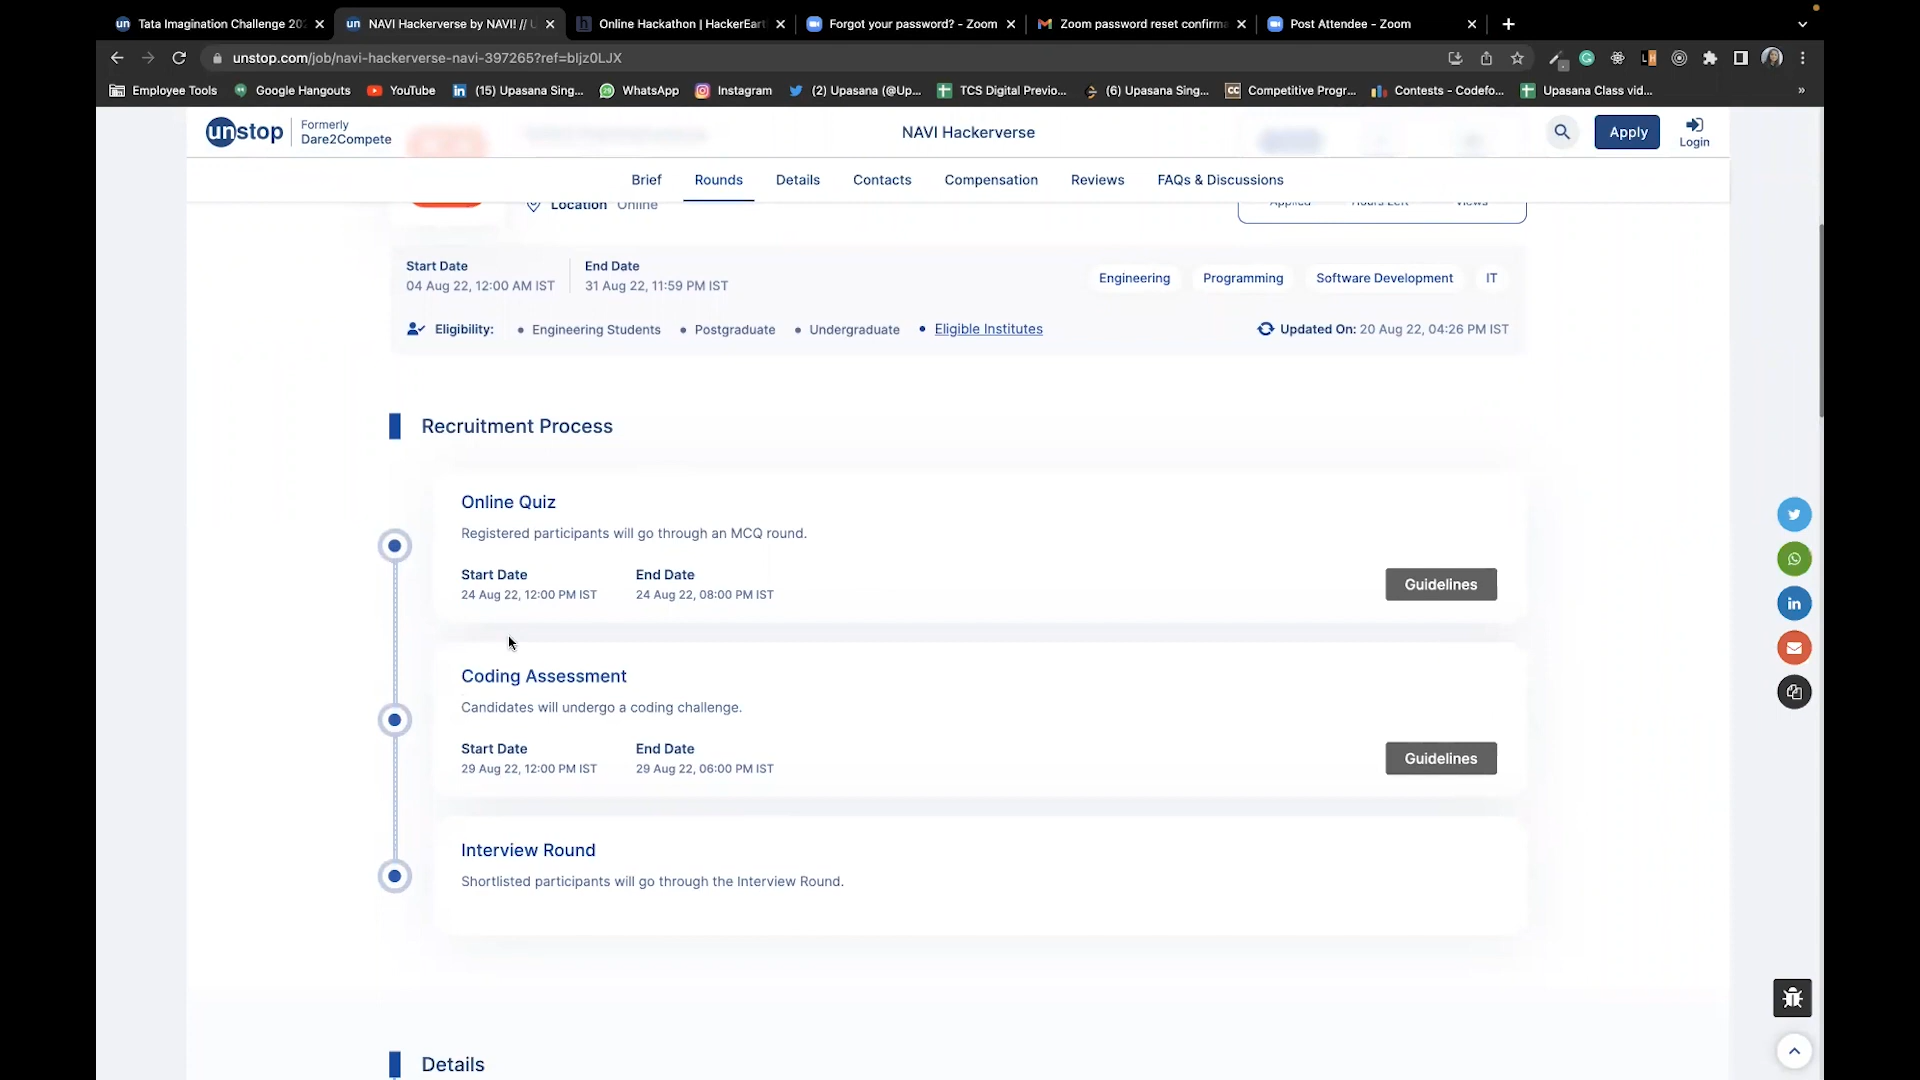 Tata Imagination Challenge 202
NAVI Hackerverse by NAVI! // U
Online Hackathon | HackerEart
Forgot your password? - Zoom
Zoom password reset confirma
Post Attendee - Zoom
unstop.com/job/navi-hackerverse-navi-397265?ref=bIjz0LJX
Employee Tools
Google Hangouts
YouTube
(15) Upasana Sing...
WhatsApp
Instagram
(2) Upasana (@Up...
TCS Digital Previo...
(6) Upasana Sing...
Competitive Progr...
Contests - Codefo...
Upasana Class vid...
unstop
Formerly
Dare2Compete
NAVI Hackerverse
Apply
Login
Brief
Rounds
Details
Contacts
Compensation
Reviews
FAQs & Discussions
Location Online
Applied
Hours Left
Views
Start Date
04 Aug 22, 12:00 AM IST
End Date
31 Aug 22, 11:59 PM IST
Engineering
Programming
Software Development
IT
Eligibility: • Engineering Students • Postgraduate • Undergraduate • Eligible Institutes
Updated On: 20 Aug 22, 04:26 PM IST
Recruitment Process
Online Quiz
Registered participants will go through an MCQ round.
Start Date
24 Aug 22, 12:00 PM IST
End Date
24 Aug 22, 08:00 PM IST
Guidelines
Coding Assessment
Candidates will undergo a coding challenge.
Start Date
29 Aug 22, 12:00 PM IST
End Date
29 Aug 22, 06:00 PM IST
Guidelines
Interview Round
Shortlisted participants will go through the Interview Round.
Details